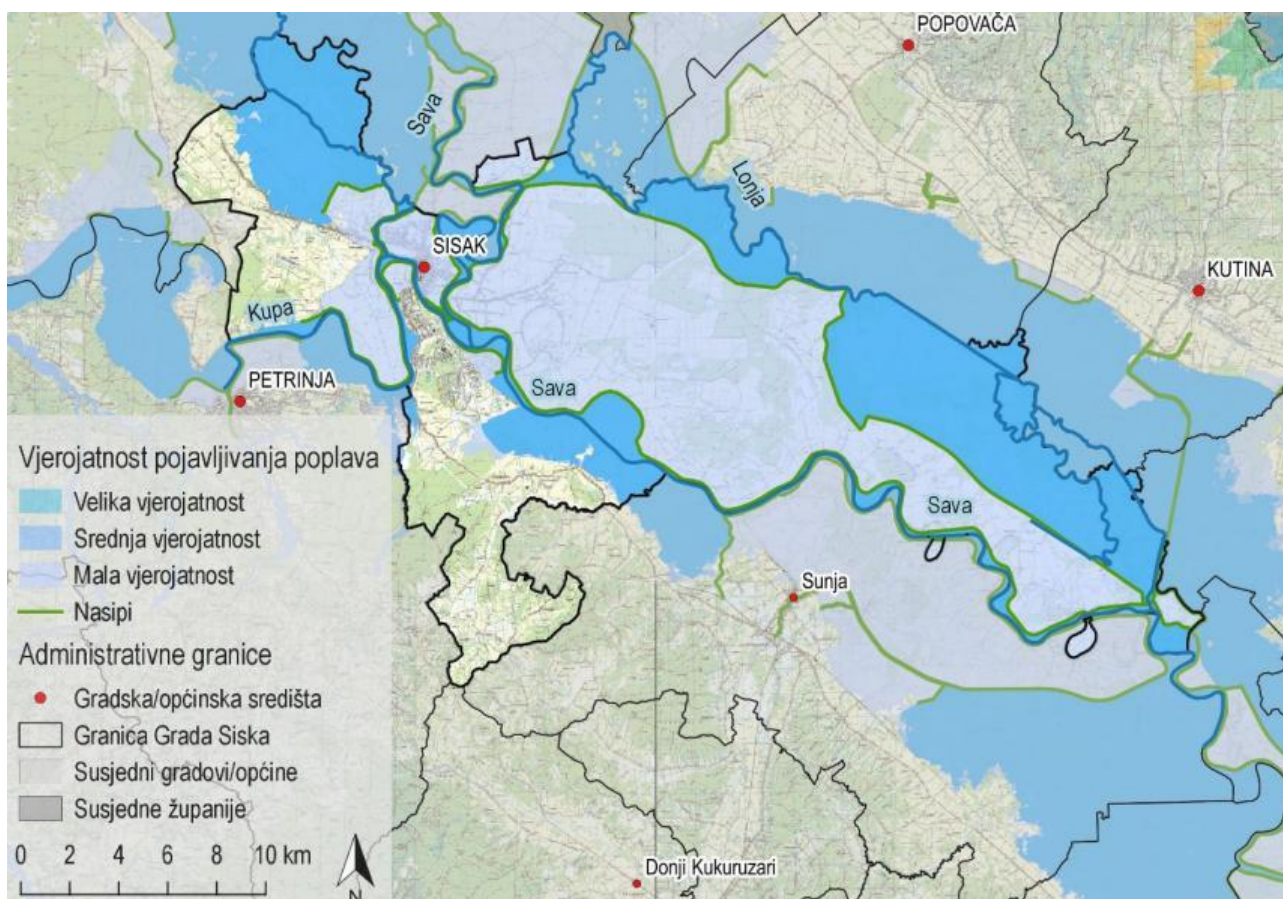 POPOVAČA
Sava
Lonja
SISAK
KUTINA
Kupa
PETRINJA
Sava
Sava
Sunja
Donji Kukuruzari
Vjerojatnost pojavljivanja poplava
Velika vjerojatnost
Srednja vjerojatnost
Mala vjerojatnost
Nasipi
Administrativne granice
Gradska/općinska središta
Granica Grada Siska
Susjedni gradovi/općine
Susjedne županije
0 2 4 6 8 10 km
N